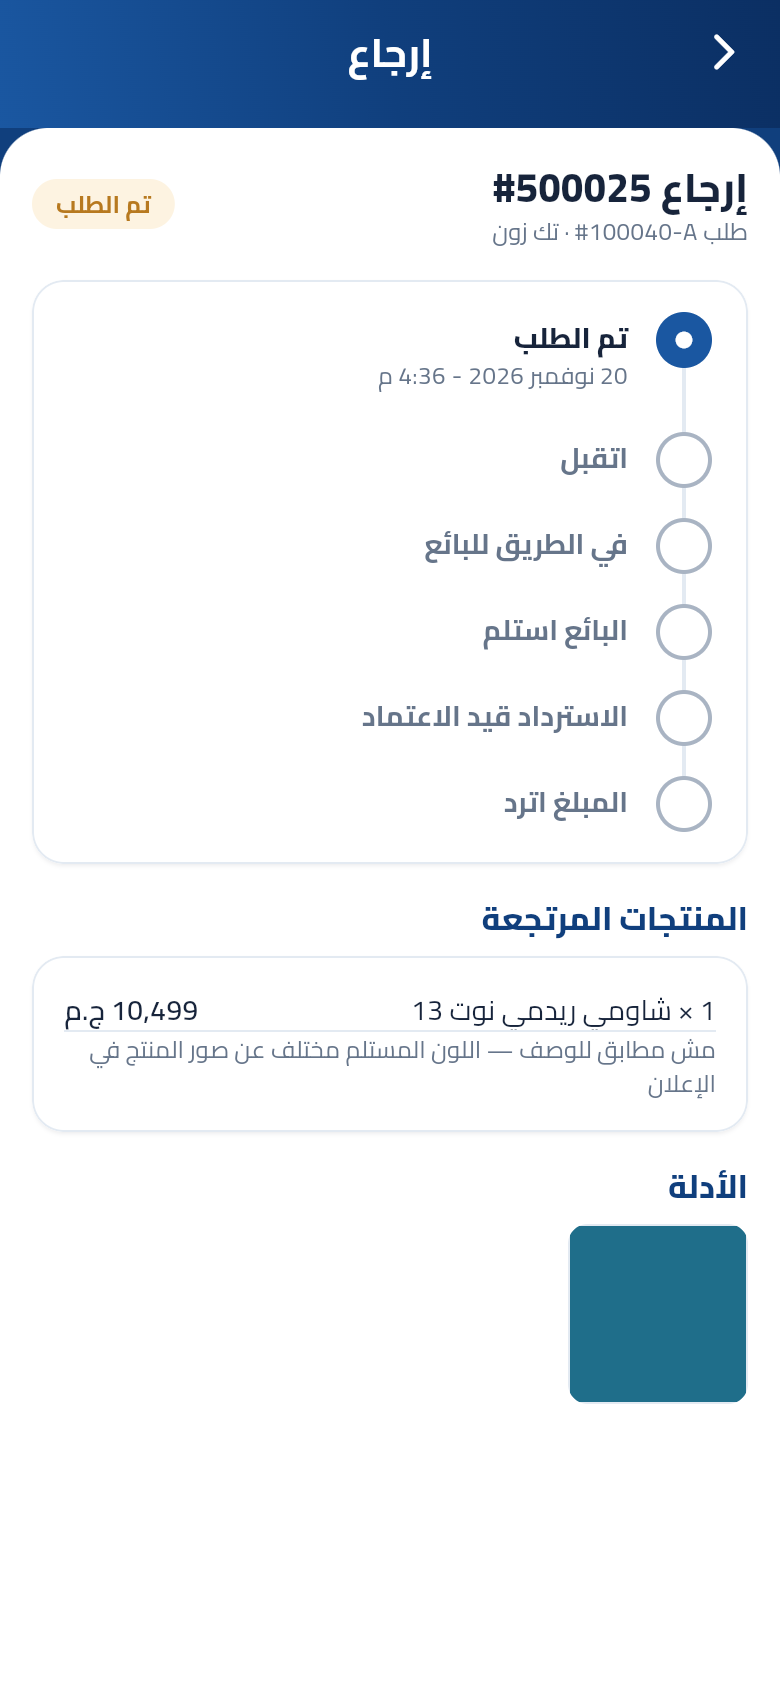 إرجاع
إرجاع 500025#
تم الطلب
طلب 100040-A# · تك زون
تم الطلب
20 نوفمبر 2026 - 4:36 م
اتقبل
في الطريق للبائع
البائع استلم
الاسترداد قيد الاعتماد
المبلغ اترد
المنتجات المرتجعة
1 × شاومي ريدمي نوت 13
10,499 ج.م
مش مطابق للوصف — اللون المستلم مختلف عن صور المنتج في
الإعلان
الأدلة